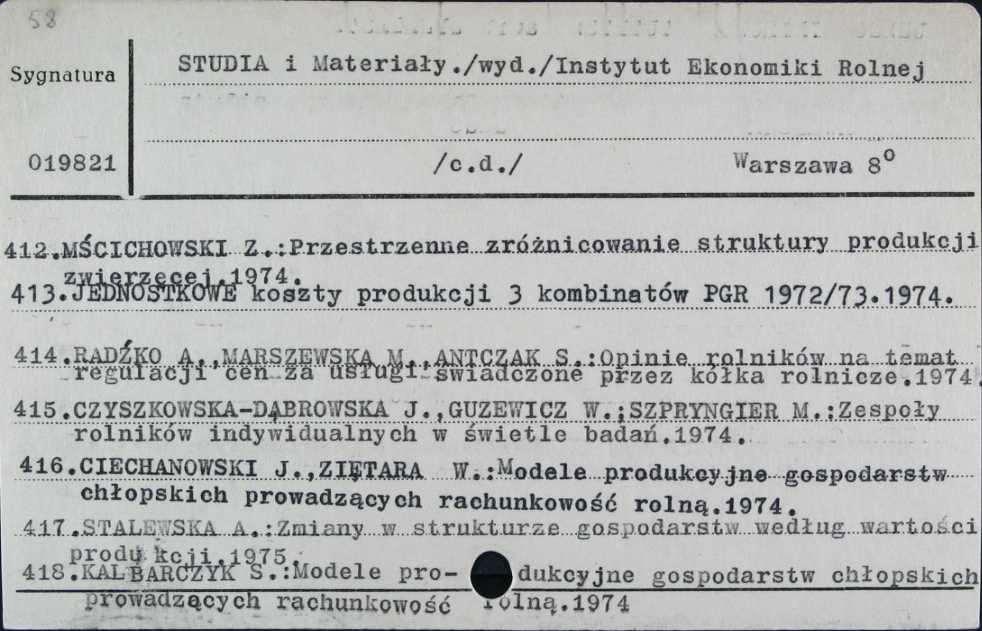 58
Sygnatura
STUDIA i Materiały./wyd./Instytut Ekonomiki Rolnej
019821
/c.d./ Warszawa 8°
412.MŚCICHOWSKI Z.:Przestrzenne zróżnicowanie struktury produkcji
zwierzęcej.1974.
413.JEDNOSTKOWE koszty produkcji 3 kombinatów PGR 1972/73.1974.
414.RADŹKO A.,MARSZEWSKA M.,ANTCZAK S.:Opinie rolników na temat
regulacji cen za usługi świadczone przez kółka rolnicze.1974.
415.CZYSZKOWSKA-DĄBROWSKA J.,GUZEWICZ W.;SZPRYNGIER M.:Zespoły
rolników indywidualnych w świetle badań.1974.
416.CIECHANOWSKI J.,ZIĘTARA W.:Modele produkcyjne gospodarstw
chłopskich prowadzących rachunkowość rolną.1974.
417.STALEWSKA A.:Zmiany w strukturze gospodarstw według wartości
produkcji.1975.
418.KALBARCZYK S.:Modele pro- dukcyjne gospodarstw chłopskich
prowadzących rachunkowość rolną.1974